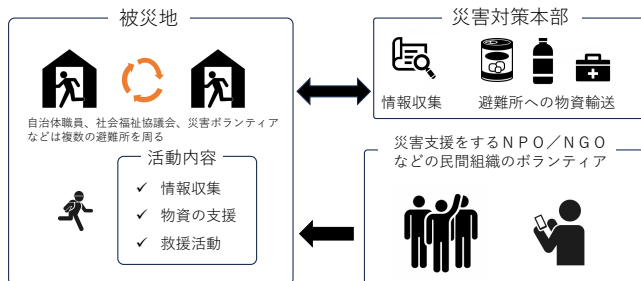 被災地
自治体職員、社会福祉協議会、災害ボランティア
などは複数の避難所を周る
活動内容
✓ 情報収集
✓ 物資の支援
✓ 救援活動
災害対策本部
情報収集
避難所への物資輸送
災害支援をするＮＰＯ／ＮＧＯ
などの民間組織のボランティア